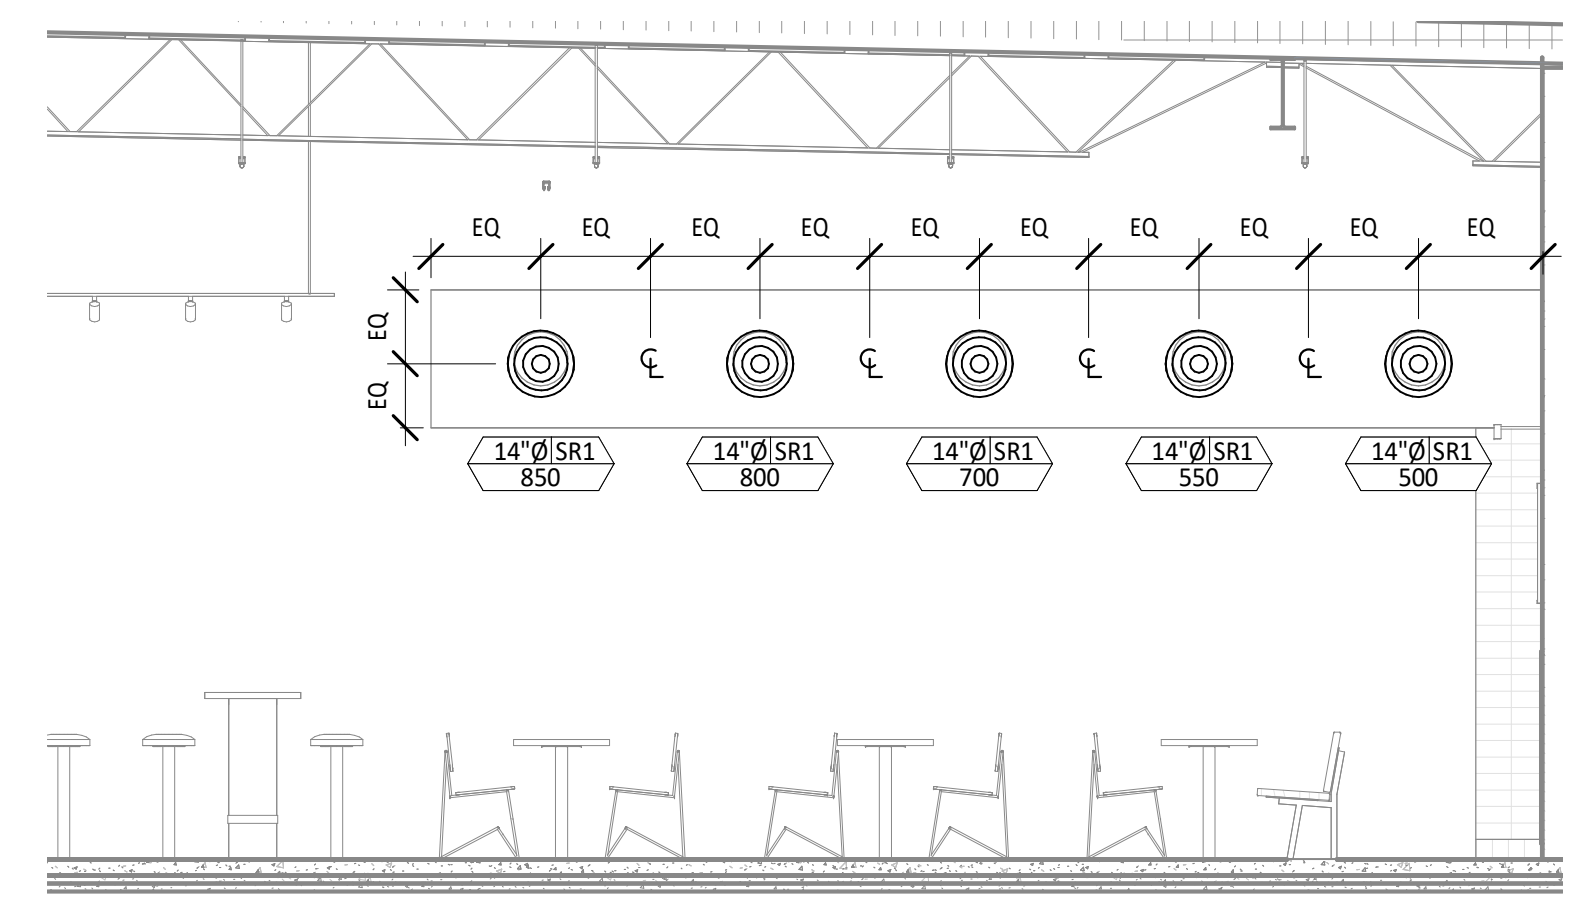 EQ EQ EQ EQ EQ EQ EQ EQ EQ EQ
EQ
EQ
℄ ℄ ℄ ℄
14"Ø SR1 14"Ø SR1 14"Ø SR1 14"Ø SR1 14"Ø SR1
850 800 700 550 500